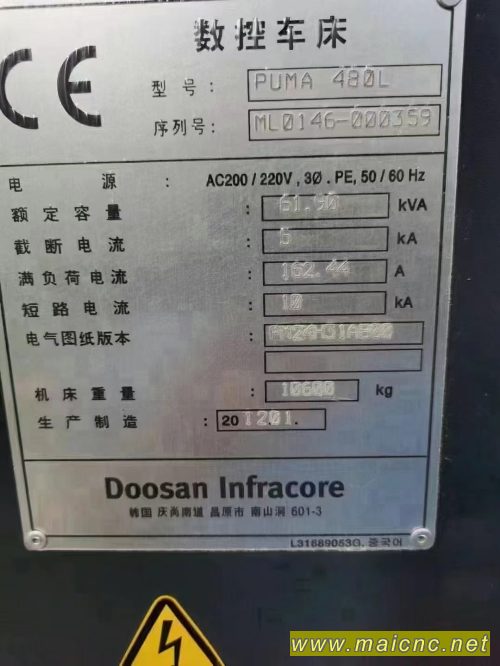 CE
数控车床
型号： PUMA 480L
序列号： ML0146-000359
电源 ： AC200 / 220V , 3Ø . PE, 50 / 60 Hz
额定容量 ： 61.90 kVA
截断电流 ： 5 kA
满负荷电流 ： 162.44 A
短路电流 ： 10 kA
电气图纸版本 ：
机床重量 ： 10600 kg
生产制造 ： 201201.
Doosan Infracore
韩国 庆尚南道 昌原市 南山洞 601-3
L31689053G. 중국어
www.maicnc.net